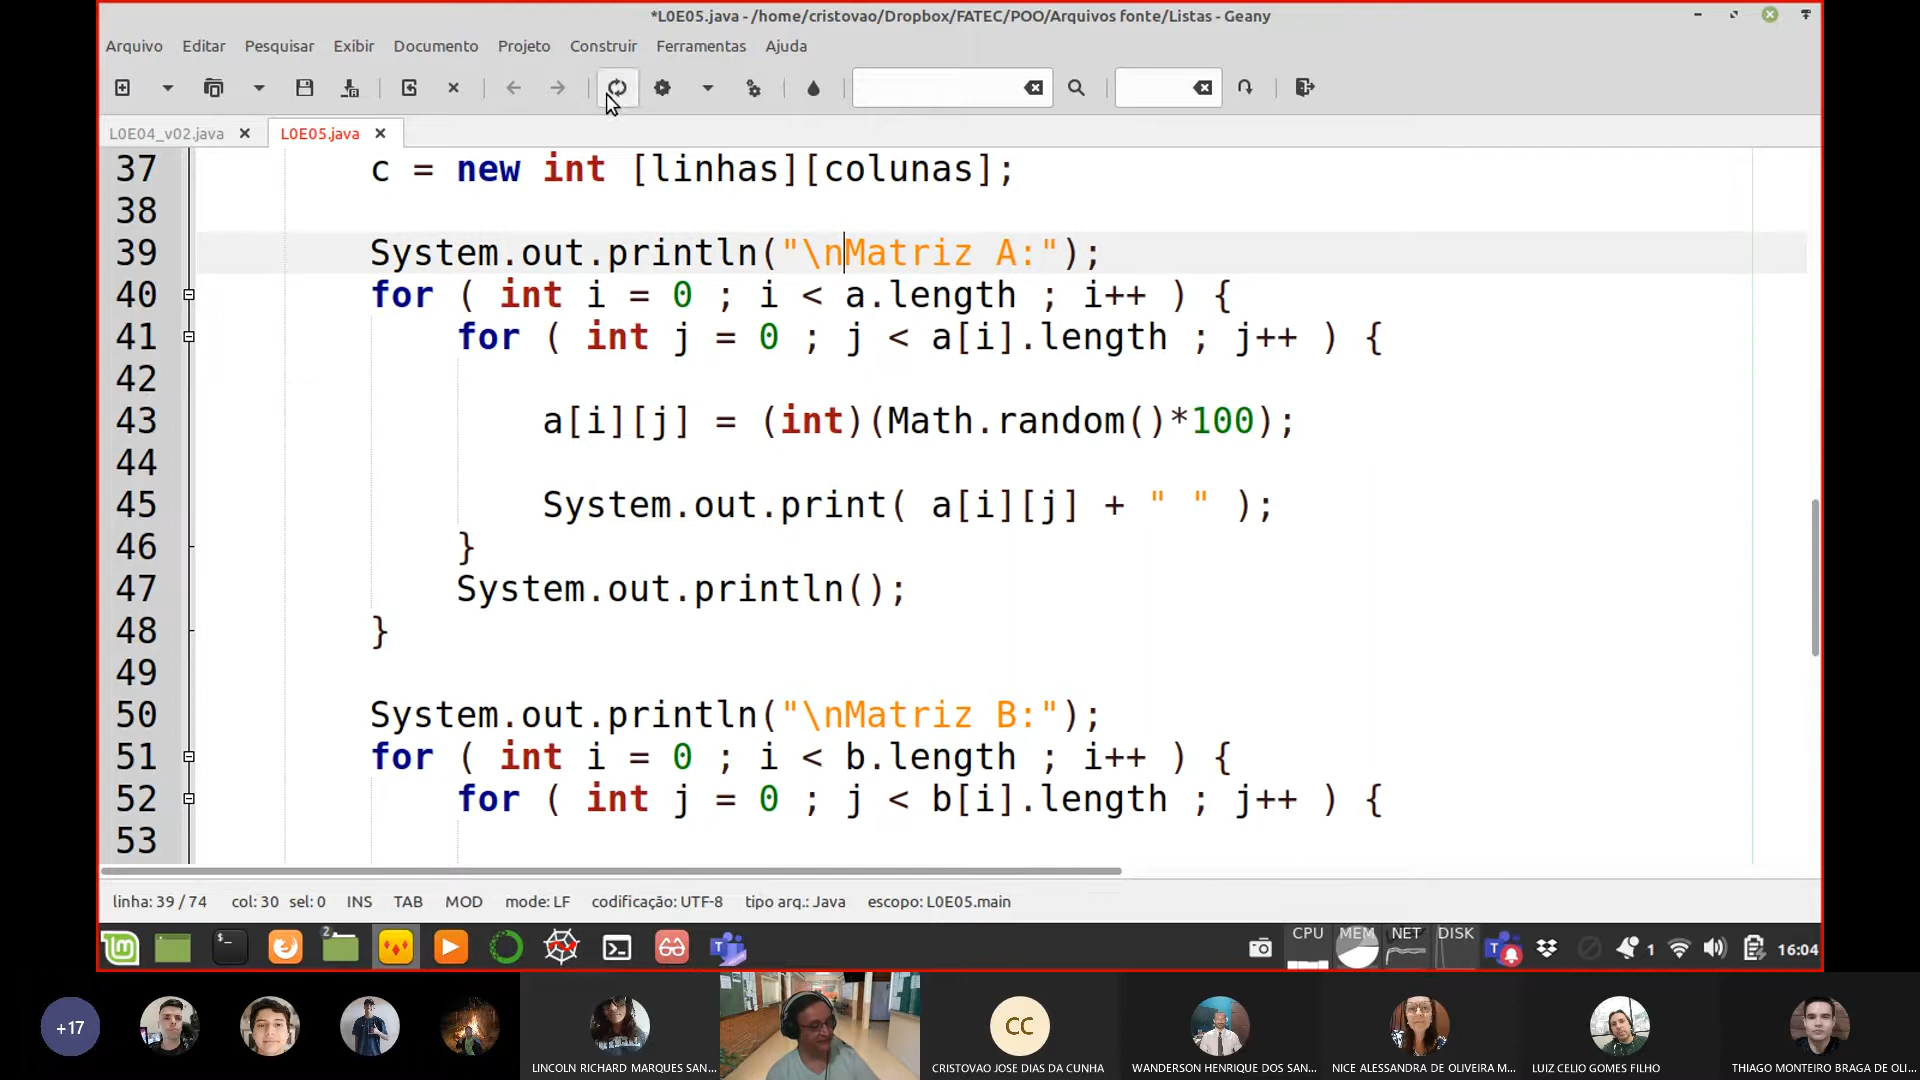 *L0E05.java - /home/cristovao/Dropbox/FATEC/POO/Arquivos fonte/Listas - Geany
Arquivo Editar Pesquisar Exibir Documento Projeto Construir Ferramentas Ajuda
L0E04_v02.java L0E05.java
37 c = new int [linhas][colunas];
38
39 System.out.println("\nMatriz A:");
40 for ( int i = 0 ; i < a.length ; i++ ) {
41 for ( int j = 0 ; j < a[i].length ; j++ ) {
42
43 a[i][j] = (int)(Math.random()*100);
44
45 System.out.print( a[i][j] + " " );
46 }
47 System.out.println();
48 }
49
50 System.out.println("\nMatriz B:");
51 for ( int i = 0 ; i < b.length ; i++ ) {
52 for ( int j = 0 ; j < b[i].length ; j++ ) {
53
linha: 39 / 74 col: 30 sel: 0 INS TAB MOD mode: LF codificação: UTF-8 tipo arq.: Java escopo: L0E05.main
2 CPU MEM NET DISK 1 16:04
+17 CC
LINCOLN RICHARD MARQUES SAN... CRISTOVAO JOSE DIAS DA CUNHA WANDERSON HENRIQUE DOS SAN... NICE ALESSANDRA DE OLIVEIRA M... LUIZ CELIO GOMES FILHO THIAGO MONTEIRO BRAGA DE OLI...